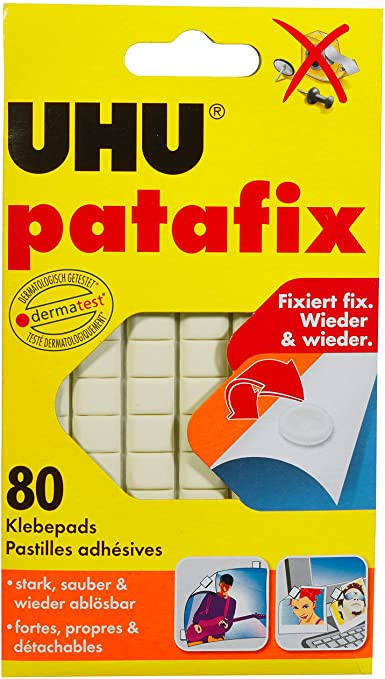 UHU®
patafix
DERMATOLOGISCH GETESTET
dermatest®
TESTÉ DERMATOLOGIQUEMENT
Fixiert fix.
Wieder
& wieder.
80
Klebepads
Pastilles adhésives
• stark, sauber &
wieder ablösbar
• fortes, propres &
détachables